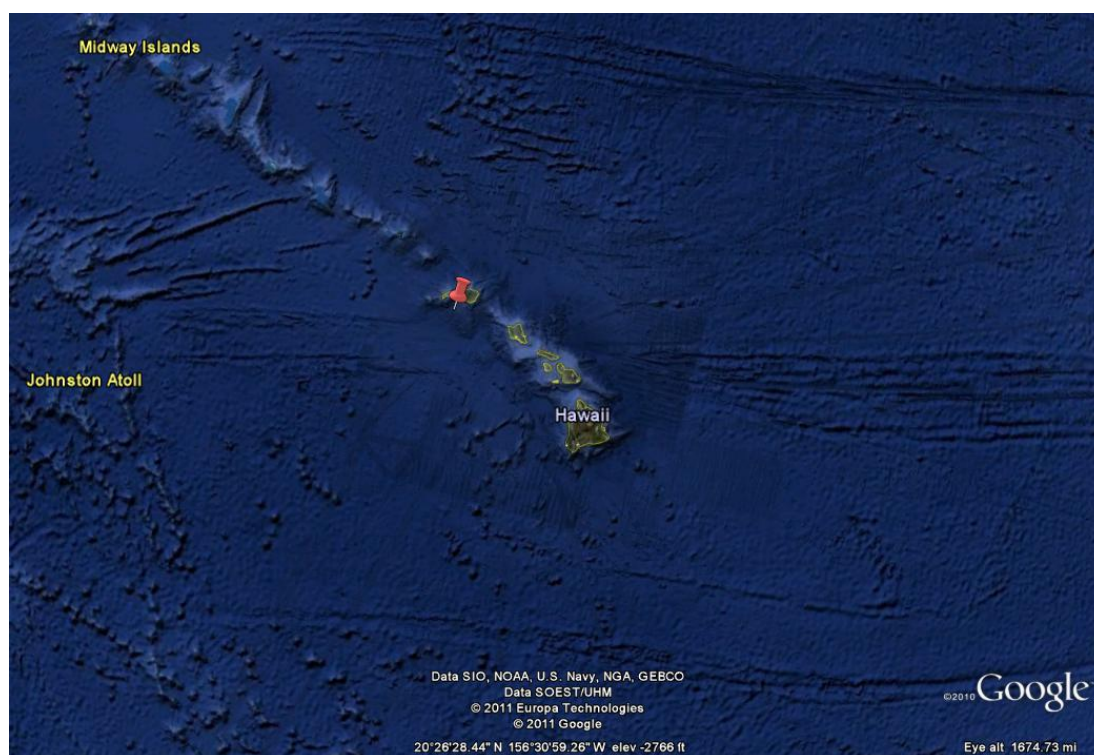 Midway Islands
Johnston Atoll
Hawaii
Data SIO, NOAA, U.S. Navy, NGA, GEBCO
Data SOEST/UHM
© 2011 Europa Technologies
© 2011 Google
©2010 Google
20°26'28.44" N 156°30'59.26" W elev -2766 ft
Eye alt 1674.73 mi